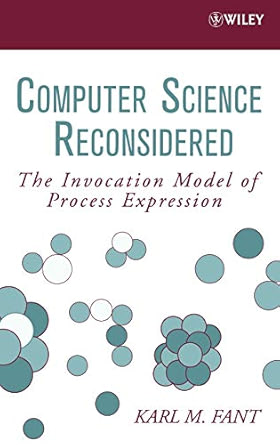 WILEY
COMPUTER SCIENCE
RECONSIDERED
The Invocation Model of
Process Expression
KARL M. FANT